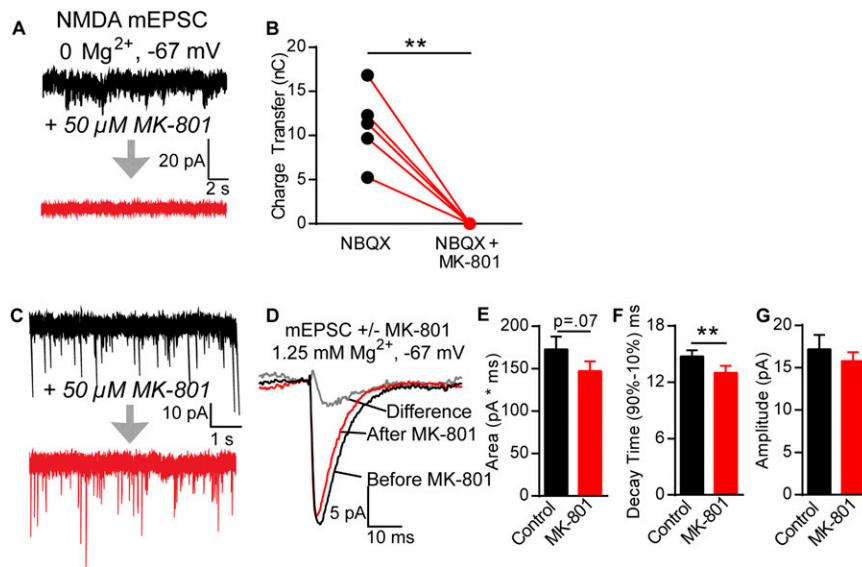 A
NMDA mEPSC
0 Mg2+, -67 mV
+ 50 µM MK-801
20 pA
2 s
B
**
Charge Transfer (nC)
20
15
10
5
0
NBQX
NBQX +
MK-801
C
+ 50 µM MK-801
10 pA
1 s
D
mEPSC +/- MK-801
1.25 mM Mg2+, -67 mV
Difference
After MK-801
Before MK-801
5 pA
10 ms
E
p=.07
Area (pA * ms)
200
150
100
50
0
Control
MK-801
F
**
Decay Time (90%-10%) ms
18
12
6
0
Control
MK-801
G
Amplitude (pA)
20
15
10
5
0
Control
MK-801